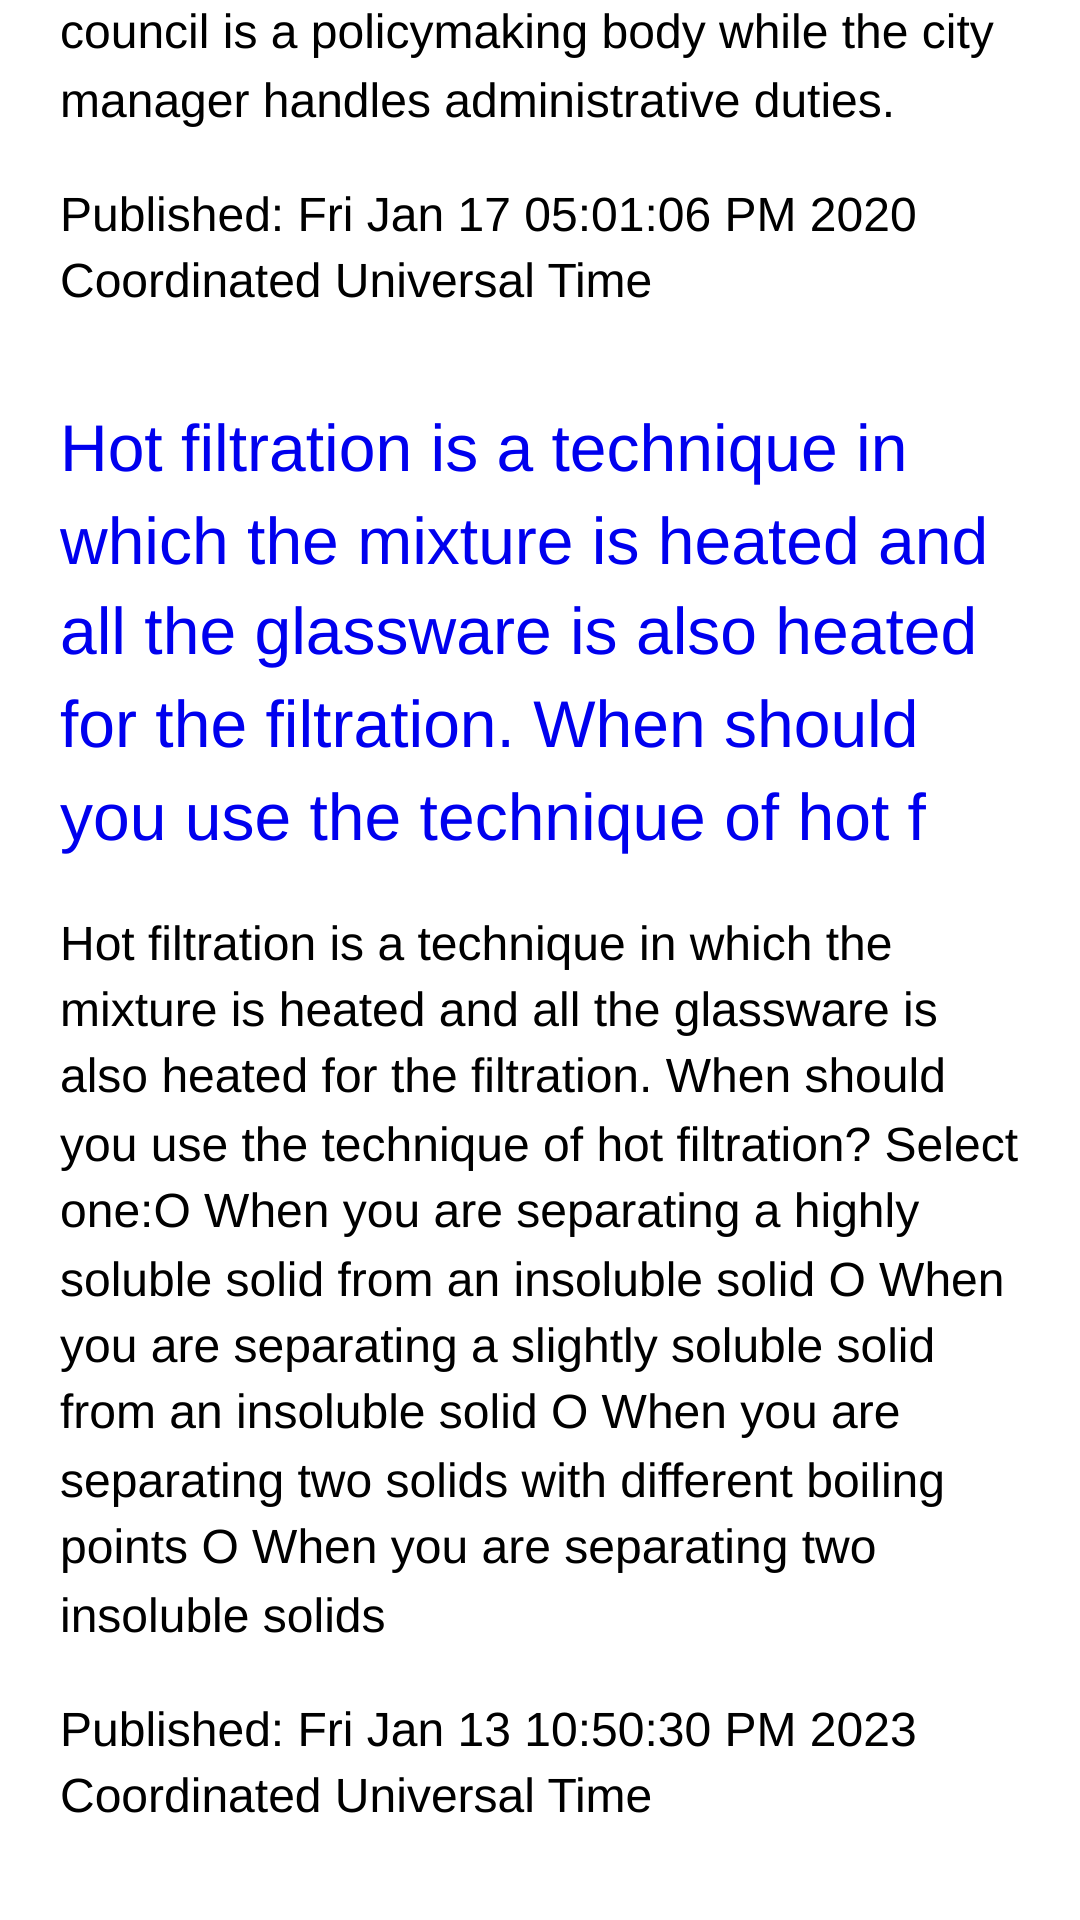 council is a policymaking body while the city
manager handles administrative duties.
Published: Fri Jan 17 05:01:06 PM 2020
Coordinated Universal Time
Hot filtration is a technique in
which the mixture is heated and
all the glassware is also heated
for the filtration. When should
you use the technique of hot f
Hot filtration is a technique in which the
mixture is heated and all the glassware is
also heated for the filtration. When should
you use the technique of hot filtration? Select
one:O When you are separating a highly
soluble solid from an insoluble solid O When
you are separating a slightly soluble solid
from an insoluble solid O When you are
separating two solids with different boiling
points O When you are separating two
insoluble solids
Published: Fri Jan 13 10:50:30 PM 2023
Coordinated Universal Time